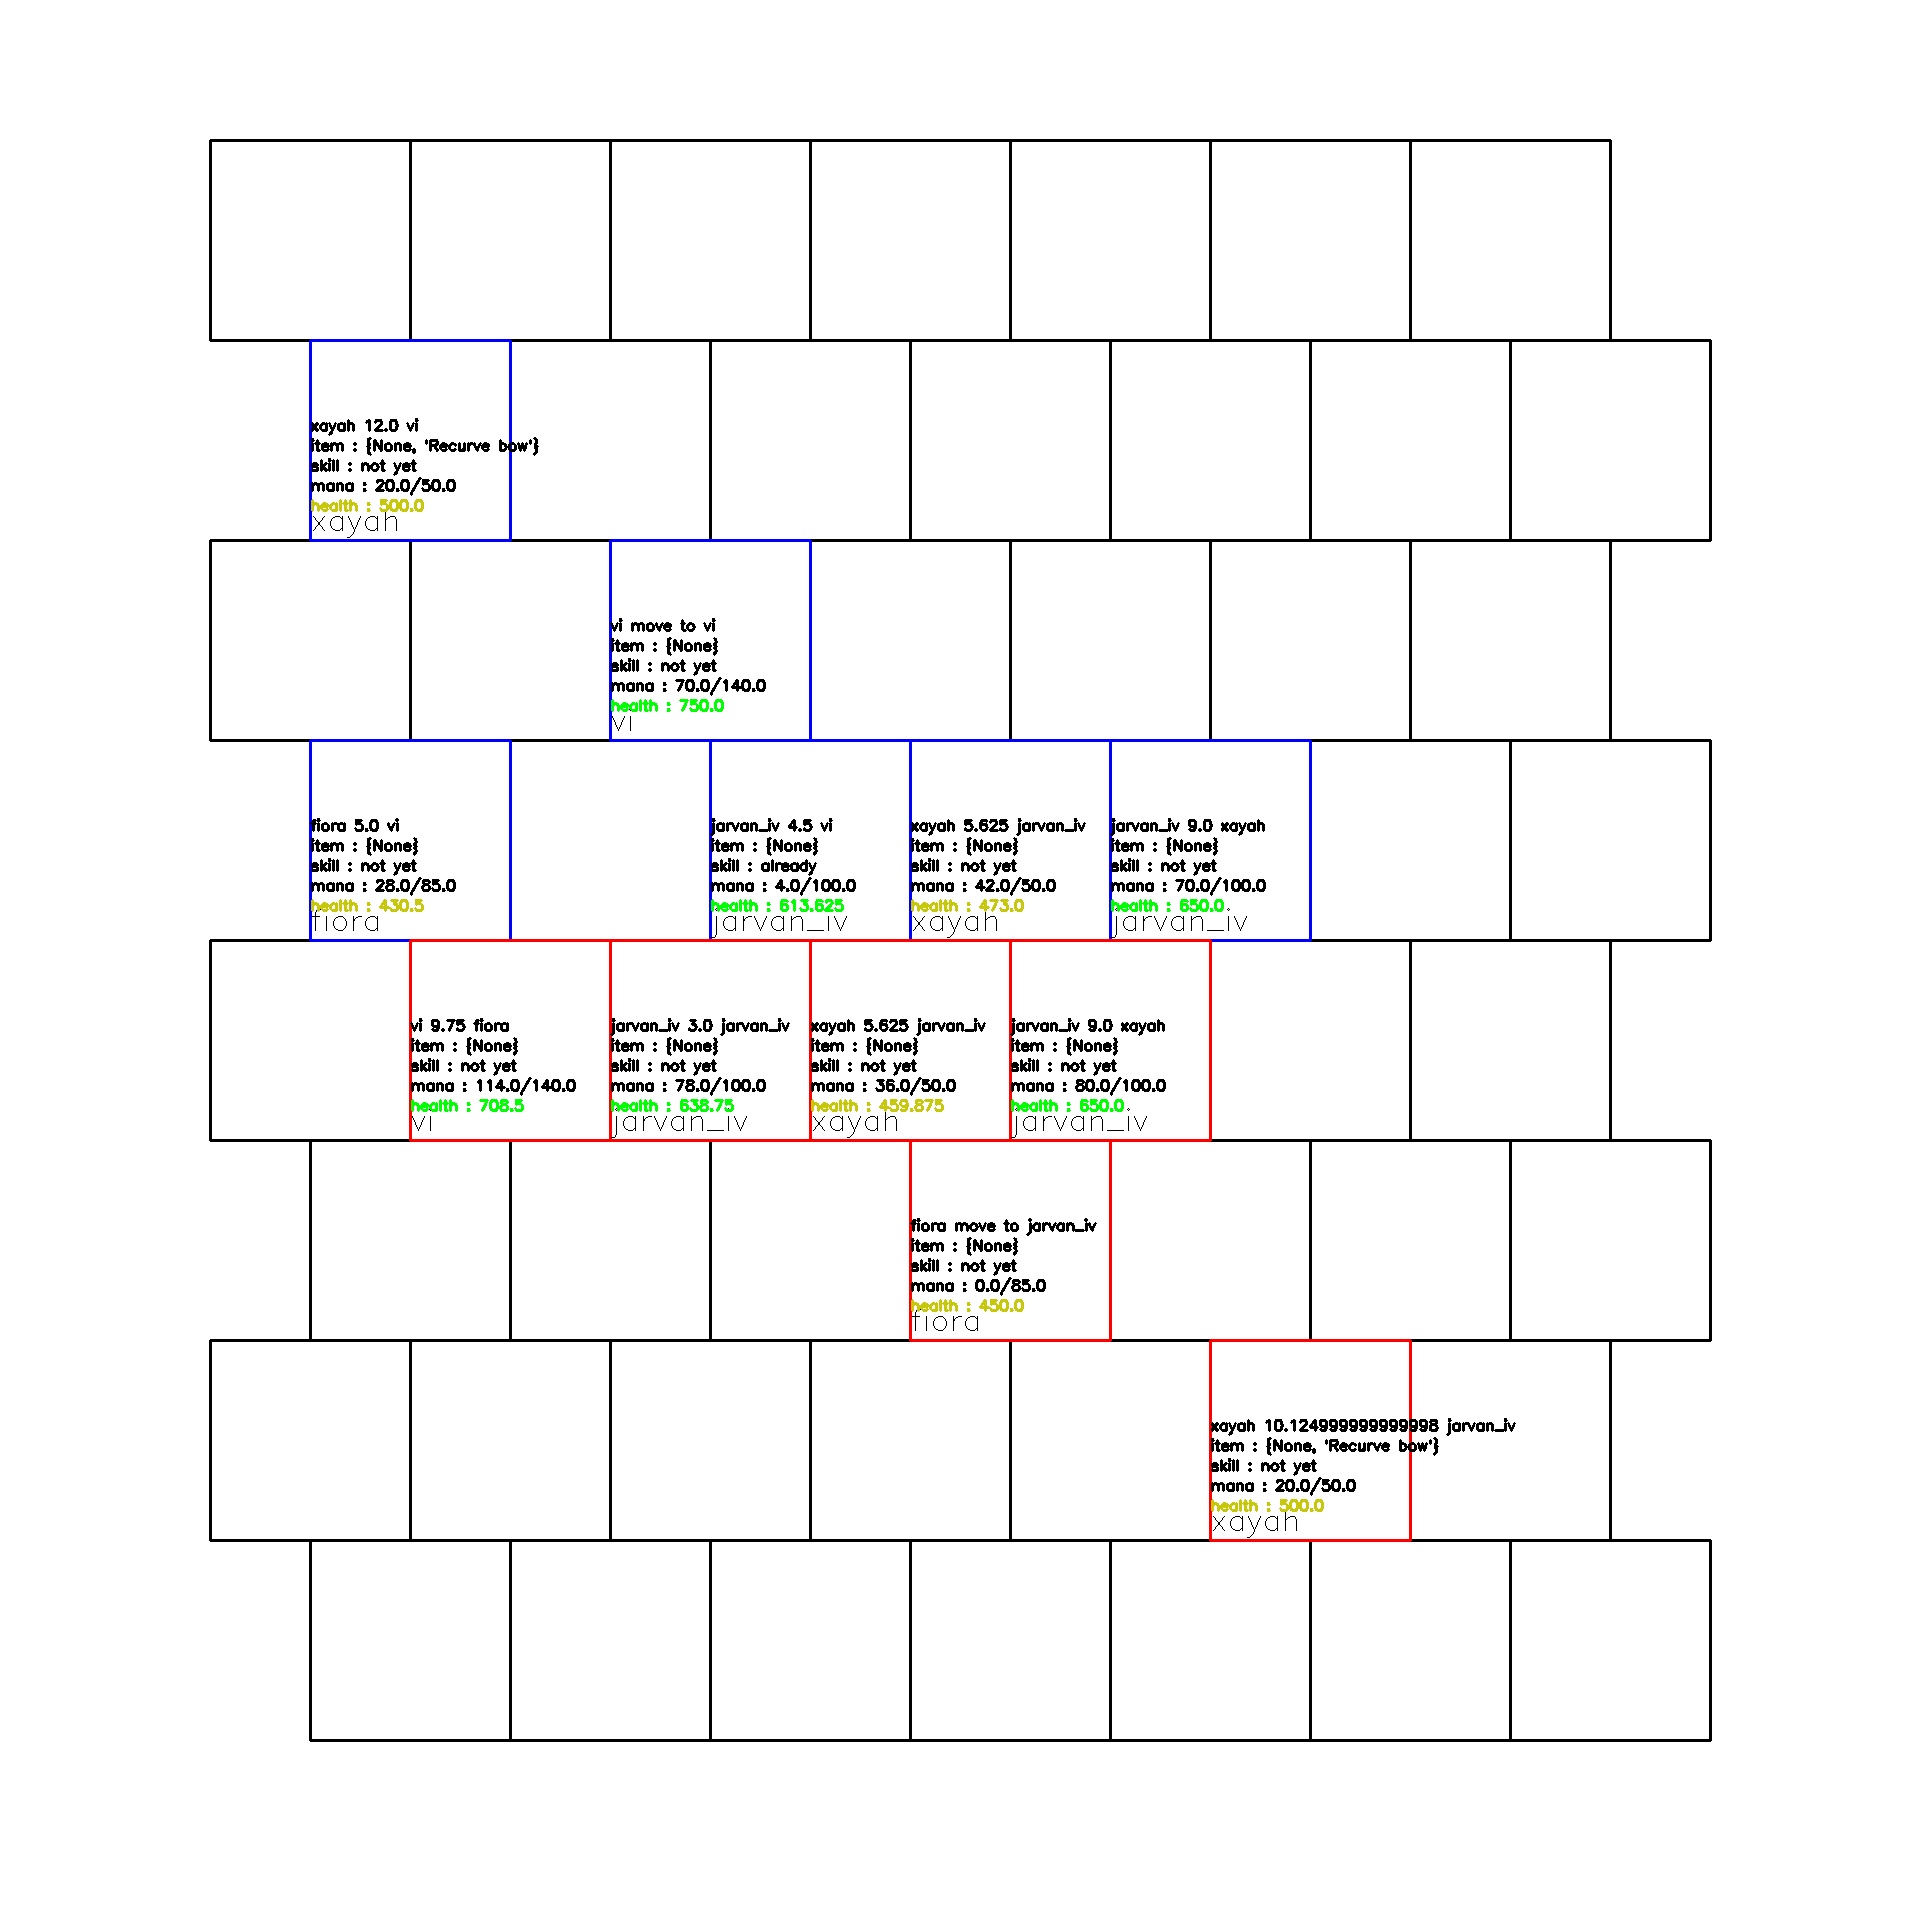 xayah 12.0 vi
item : {None, 'Recurve bow'}
skill : not yet
mana : 20.0/50.0
health : 500.0
xayah
vi move to vi
item : {None}
skill : not yet
mana : 70.0/140.0
health : 750.0
vi
fiora 5.0 vi
item : {None}
skill : not yet
mana : 28.0/85.0
health : 430.5
fiora
jarvan_iv 4.5 vi
item : {None}
skill : already
mana : 4.0/100.0
health : 613.625
jarvan_iv
xayah 5.625 jarvan_iv
item : {None}
skill : not yet
mana : 42.0/50.0
health : 473.0
xayah
jarvan_iv 9.0 xayah
item : {None}
skill : not yet
mana : 70.0/100.0
health : 650.0
jarvan_iv
vi 9.75 fiora
item : {None}
skill : not yet
mana : 114.0/140.0
health : 708.5
vi
jarvan_iv 3.0 jarvan_iv
item : {None}
skill : not yet
mana : 78.0/100.0
health : 638.75
jarvan_iv
xayah 5.625 jarvan_iv
item : {None}
skill : not yet
mana : 36.0/50.0
health : 459.875
xayah
jarvan_iv 9.0 xayah
item : {None}
skill : not yet
mana : 80.0/100.0
health : 650.0
jarvan_iv
fiora move to jarvan_iv
item : {None}
skill : not yet
mana : 0.0/85.0
health : 450.0
fiora
xayah 10.124999999999998 jarvan_iv
item : {None, 'Recurve bow'}
skill : not yet
mana : 20.0/50.0
health : 500.0
xayah